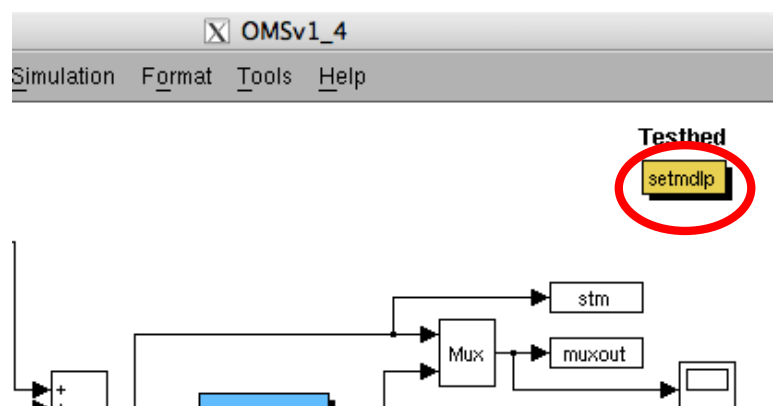 OMSv1_4
Simulation Format Tools Help
Testbed
setmdlp
stm
Mux
muxout
+
+